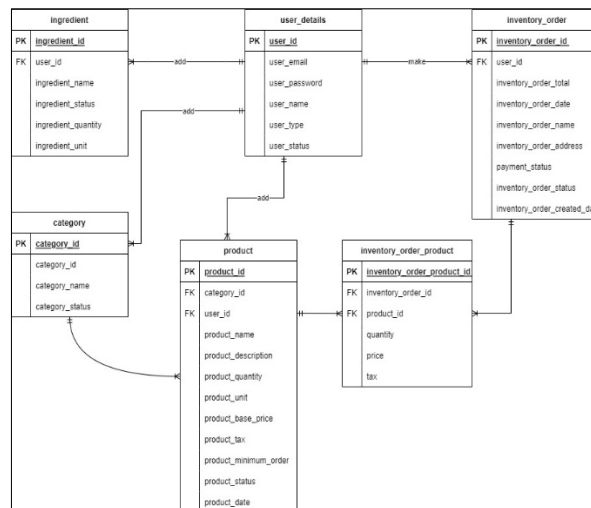 ingredient
PK ingredient_id
FK user_id
ingredient_name
ingredient_status
ingredient_quantity
ingredient_unit
user_details
PK user_id
user_email
user_password
user_name
user_type
user_status
inventory_order
PK inventory_order_id
FK user_id
inventory_order_total
inventory_order_date
inventory_order_name
inventory_order_address
payment_status
inventory_order_status
inventory_order_created_da
add
make
add
add
category
PK category_id
category_id
category_name
category_status
product
PK product_id
FK category_id
FK user_id
product_name
product_description
product_quantity
product_unit
product_base_price
product_tax
product_minimum_order
product_status
product_date
inventory_order_product
PK inventory_order_product_id
FK inventory_order_id
FK product_id
quantity
price
tax